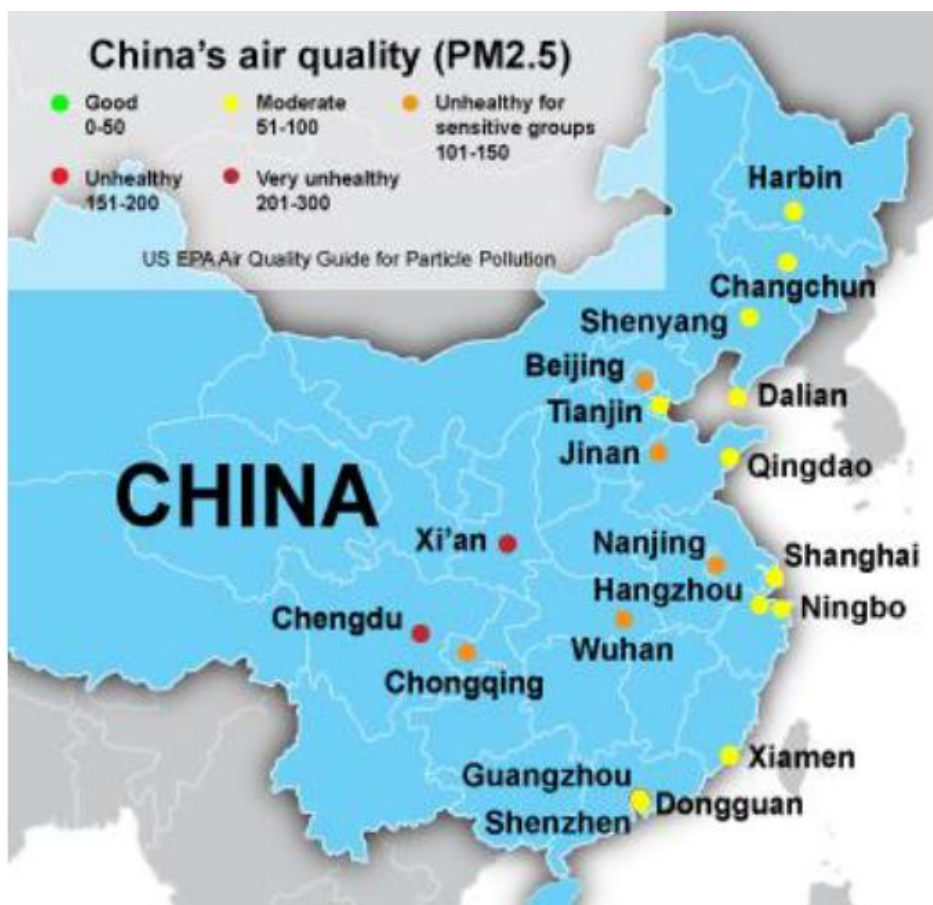 China's air quality (PM2.5)
Good
0-50
Moderate
51-100
Unhealthy for
sensitive groups
101-150
Unhealthy
151-200
Very unhealthy
201-300
US EPA Air Quality Guide for Particle Pollution
Harbin
Changchun
Shenyang
Beijing
Tianjin
Dalian
Jinan
Qingdao
CHINA
Xi'an
Nanjing
Shanghai
Hangzhou
Ningbo
Chengdu
Wuhan
Chongqing
Xiamen
Guangzhou
Dongguan
Shenzhen